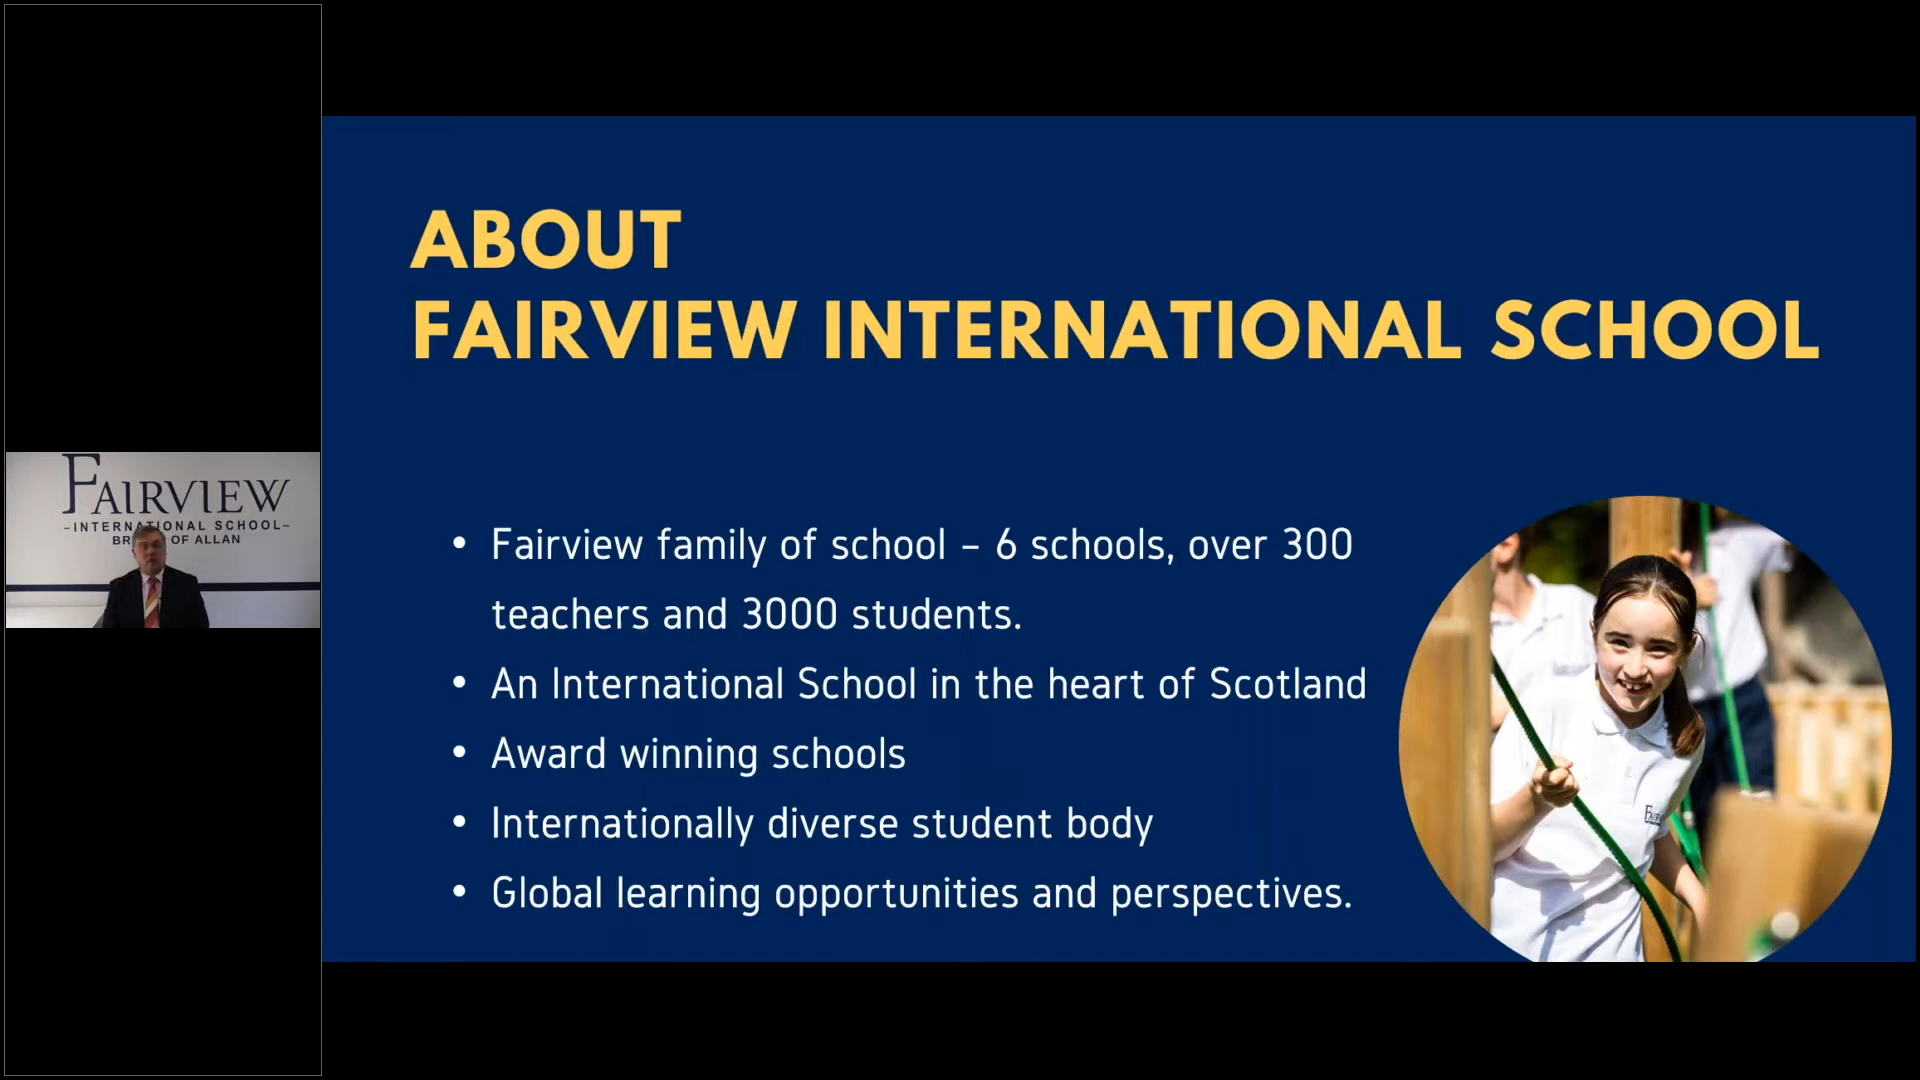 FAIRVIEW
-INTERNATIONAL SCHOOL-
BR OF ALLAN
ABOUT
FAIRVIEW INTERNATIONAL SCHOOL
• Fairview family of school – 6 schools, over 300
teachers and 3000 students.
• An International School in the heart of Scotland
• Award winning schools
• Internationally diverse student body
• Global learning opportunities and perspectives.